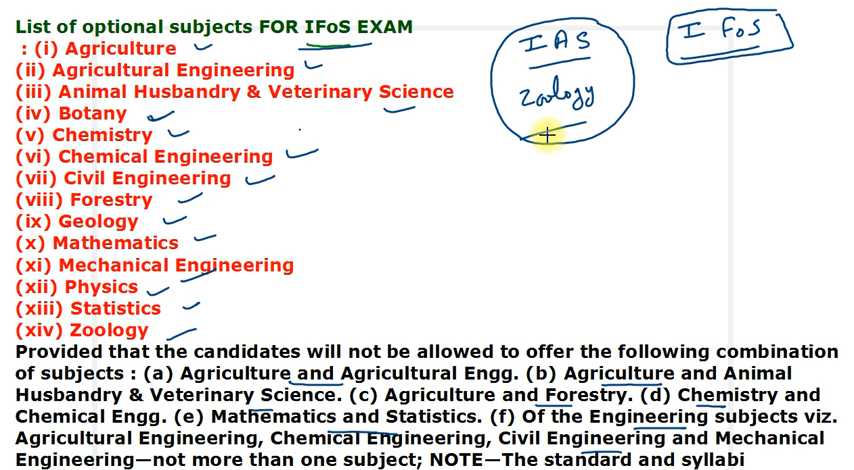 List of optional subjects FOR IFoS EXAM
: (i) Agriculture
(ii) Agricultural Engineering
(iii) Animal Husbandry & Veterinary Science
(iv) Botany
(v) Chemistry
(vi) Chemical Engineering
(vii) Civil Engineering
(viii) Forestry
(ix) Geology
(x) Mathematics
(xi) Mechanical Engineering
(xii) Physics
(xiii) Statistics
(xiv) Zoology
Provided that the candidates will not be allowed to offer the following combination
of subjects : (a) Agriculture and Agricultural Engg. (b) Agriculture and Animal
Husbandry & Veterinary Science. (c) Agriculture and Forestry. (d) Chemistry and
Chemical Engg. (e) Mathematics and Statistics. (f) Of the Engineering subjects viz.
Agricultural Engineering, Chemical Engineering, Civil Engineering and Mechanical
Engineering—not more than one subject; NOTE—The standard and syllabi
IAS
Zoology
I FoS